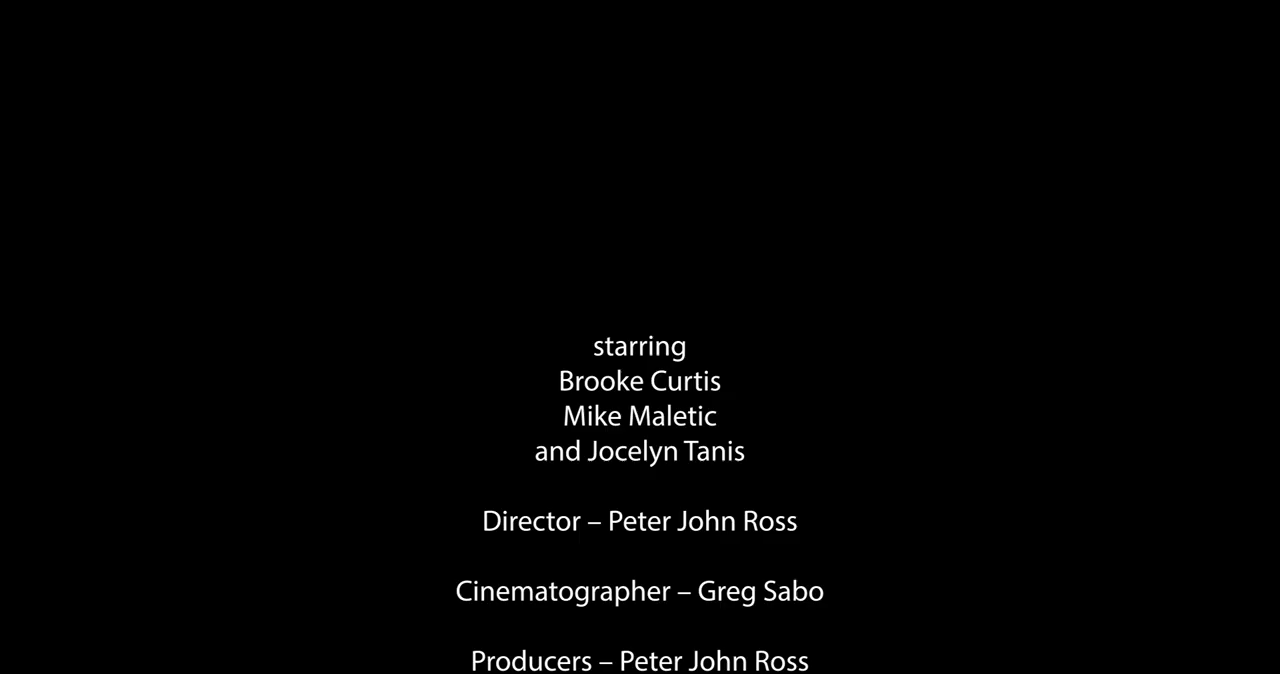 starring
Brooke Curtis
Mike Maletic
and Jocelyn Tanis
Director – Peter John Ross
Cinematographer – Greg Sabo
Producers – Peter John Ross